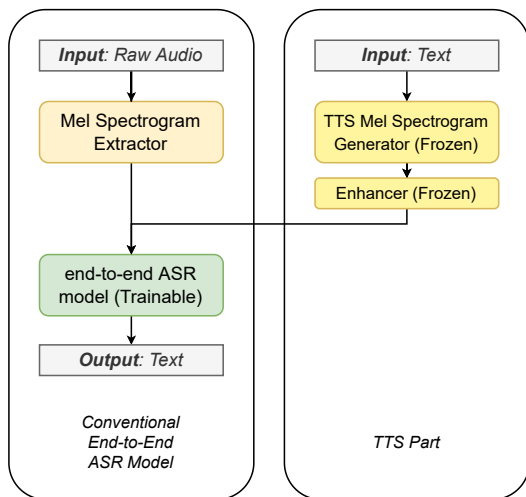 Input: Raw Audio
Mel Spectrogram
Extractor
end-to-end ASR
model (Trainable)
Output: Text
Conventional
End-to-End
ASR Model
Input: Text
TTS Mel Spectrogram
Generator (Frozen)
Enhancer (Frozen)
TTS Part